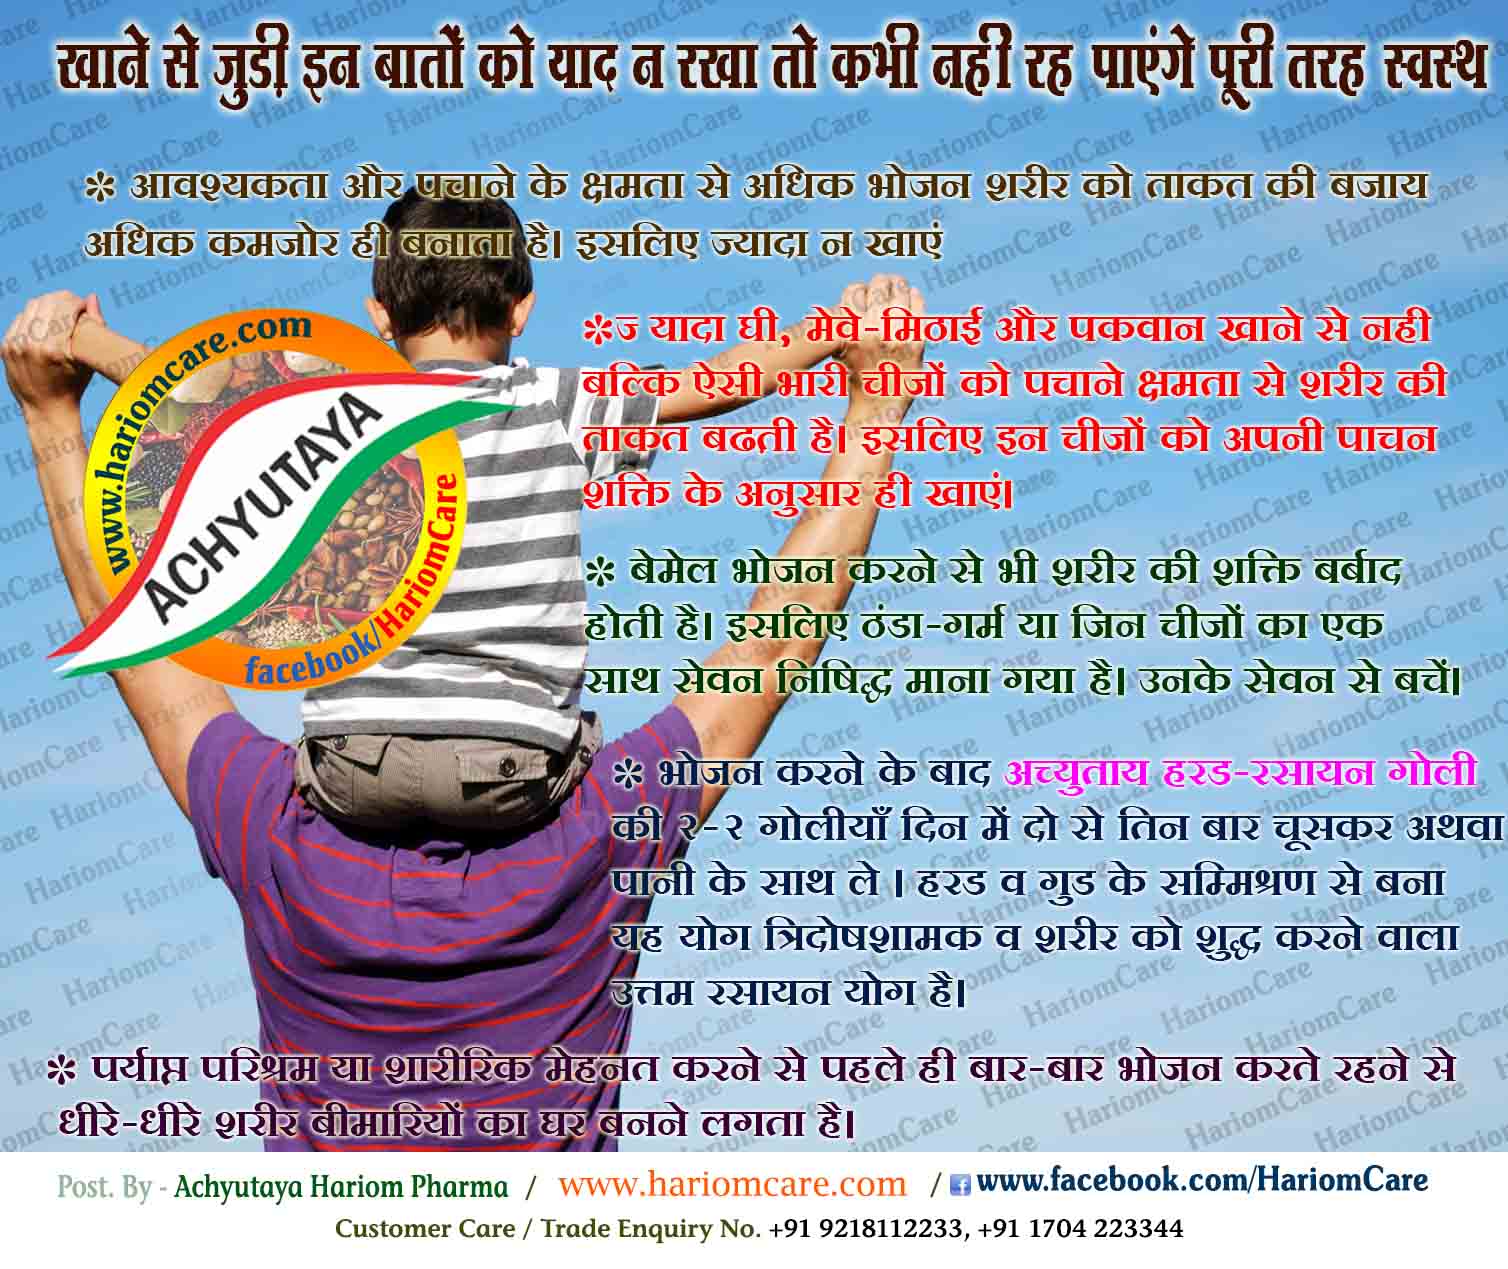 खाने से जुडी़ इन बातों को याद न रखा तो कभी नहीं रह पाएंगे पूरी तरह स्वस्थ
* आवश्यकता और पचाने के क्षमता से अधिक भोजन शरीर को ताकत की बजाय
अधिक कमजोर ही बनाता है। इसलिए ज्यादा न खाएं
*ज यादा घी, मेवे-मिठाई और पकवान खाने से नही
बल्कि ऐसी भारी चीजों को पचाने क्षमता से शरीर की
ताकत बढती़ है। इसलिए इन चीजों को अपनी पाचन
शक्ति के अनुसार ही खाएं।
* बेमेल भोजन करने से भी शरीर की शक्ति बर्बाद
होती है। इसलिए ठंडा-गर्म या जिन चीजों का एक
साथ सेवन निषिद्ध माना गया है। उनके सेवन से बचें।
* भोजन करने के बाद अच्युताय हरड-रसायन गोली
की २-२ गोलीयाँ दिन में दो से तिन बार चूसकर अथवा
पानी के साथ ले । हरड व गुड के सम्मिश्रण से बना
यह योग त्रिदोषशामक व शरीर को शुद्ध करने वाला
उत्तम रसायन योग है।
* पर्याप्त परिश्रम या शारीरिक मेहनत करने से पहले ही बार-बार भोजन करते रहने से
धीरे-धीरे शरीर बीमारियों का घर बनने लगता है।
www.hariomcare.com
ACHYUTAYA
facebook/HariomCare
HariomCare
Post. By - Achyutaya Hariom Pharma / www.hariomcare.com / f www.facebook.com/HariomCare
Customer Care / Trade Enquiry No. +91 9218112233, +91 1704 223344